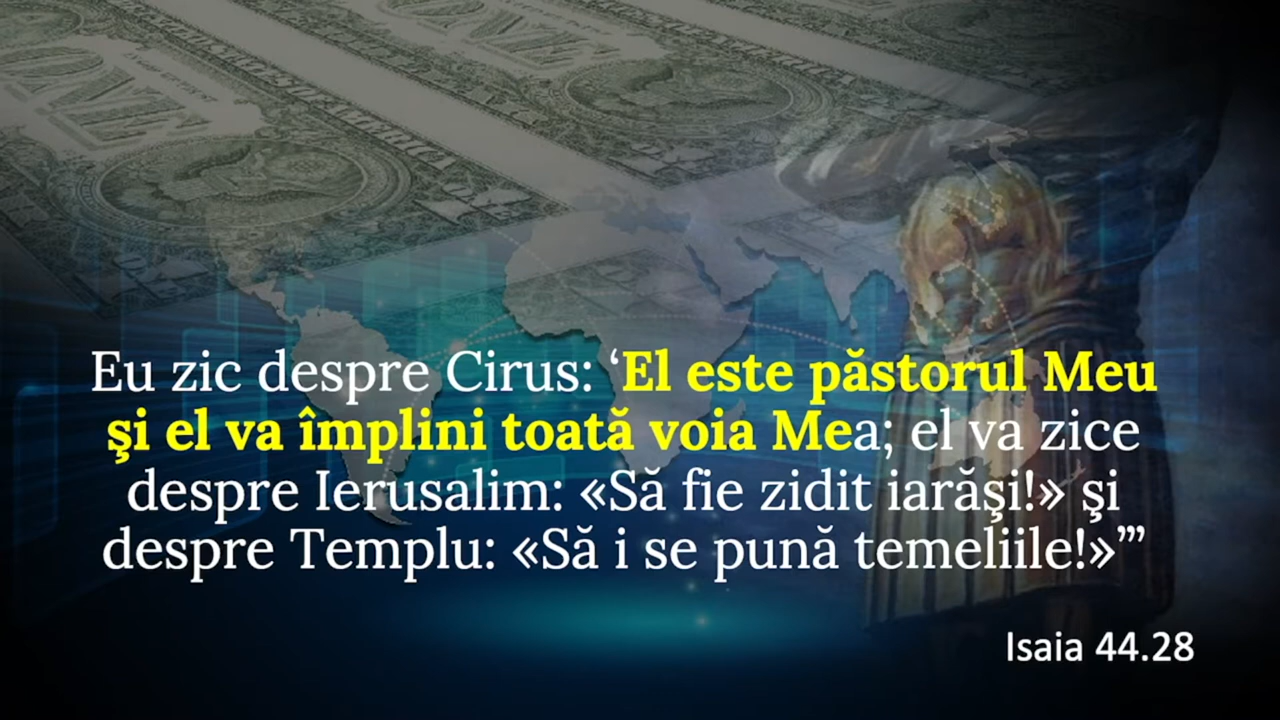 Eu zic despre Cirus: ‘El este păstorul Meu
şi el va împlini toată voia Mea; el va zice
despre Ierusalim: «Să fie zidit iarăşi!» şi
despre Templu: «Să i se pună temeliile!»’”
Isaia 44.28